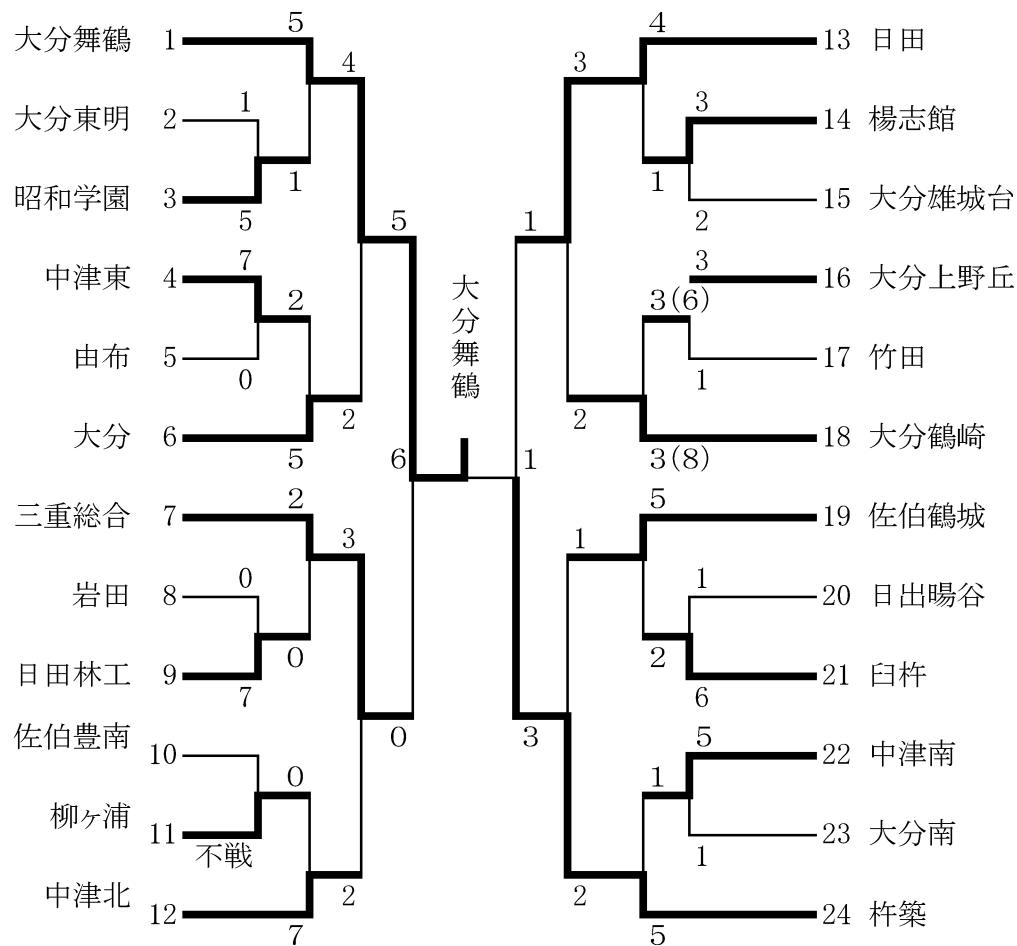 大分舞鶴 1
大分東明 2
昭和学園 3
中津東 4
由布 5
大分 6
三重総合 7
岩田 8
日田林工 9
佐伯豊南 10
柳ヶ浦 11
中津北 12
5
1
5
1
7
0
2
5
4
2
5
2
0
7
0
不戦
0
7
3
2
0
6
大分舞鶴
1
1
3
3
2
1
2
4
3
2
1
3
1
3(6)
3(8)
5
1
6
2
5
1
1
5
13 日田
14 楊志館
15 大分雄城台
16 大分上野丘
17 竹田
18 大分鶴崎
19 佐伯鶴城
20 日出暘谷
21 臼杵
22 中津南
23 大分南
24 杵築